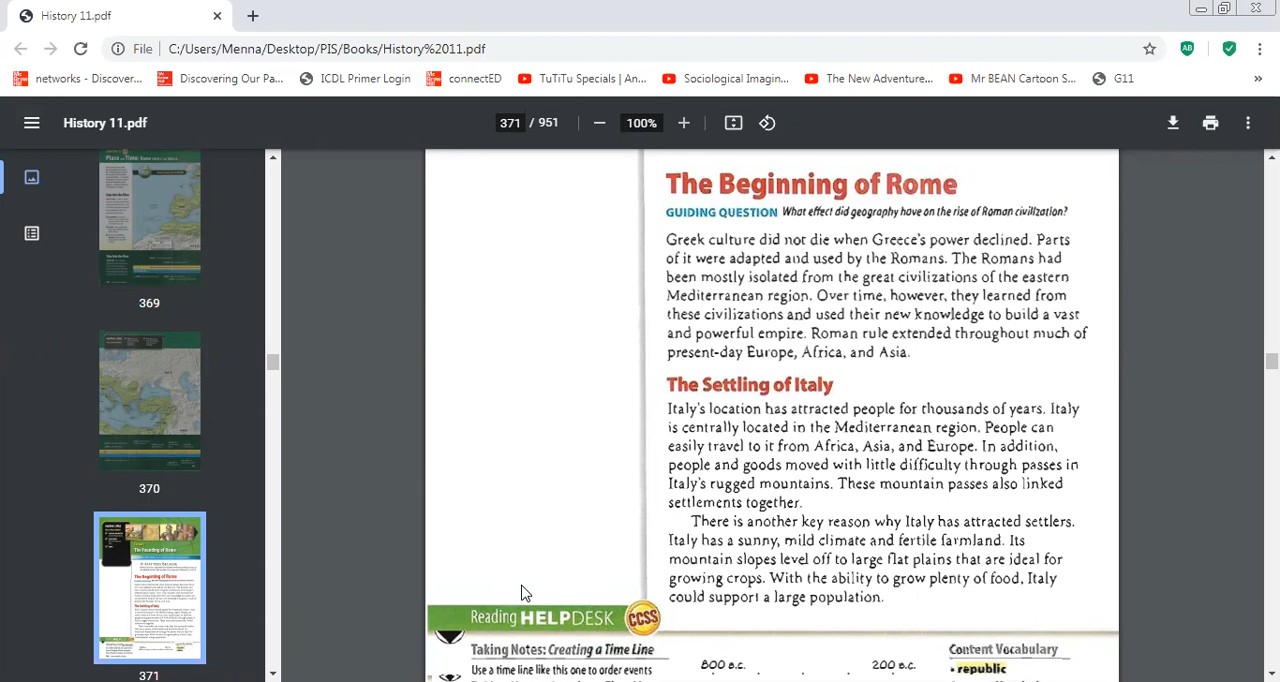 History 11.pdf
File C:/Users/Menna/Desktop/PIS/Books/History%2011.pdf
AB
networks - Discover... Discovering Our Pa... ICDL Primer Login connectED TuTiTu Specials | An... Sociological Imagin... The New Adventure... Mr BEAN Cartoon S... G11 »
History 11.pdf
371 / 951
100%
369
370
The Founding of Rome
371
The Beginning of Rome
GUIDING QUESTION What effect did geography have on the rise of Roman civilization?
Greek culture did not die when Greece's power declined. Parts
of it were adapted and used by the Romans. The Romans had
been mostly isolated from the great civilizations of the eastern
Mediterranean region. Over time, however, they learned from
these civilizations and used their new knowledge to build a vast
and powerful empire. Roman rule extended throughout much of
present-day Europe, Africa, and Asia.
The Settling of Italy
Italy's location has attracted people for thousands of years. Italy
is centrally located in the Mediterranean region. People can
easily travel to it from Africa, Asia, and Europe. In addition,
people and goods moved with little difficulty through passes in
Italy's rugged mountains. These mountain passes also linked
settlements together.
There is another key reason why Italy has attracted settlers.
Italy has a sunny, mild climate and fertile farmland. Its
mountain slopes level off to large flat plains that are ideal for
growing crops. With the ability to grow plenty of food, Italy
could support a large population.
Reading HELPDESK
CCSS
Taking Notes: Creating a Time Line
Use a time line like this one to order events
800 B.C. 200 B.C.
Content Vocabulary
• republic